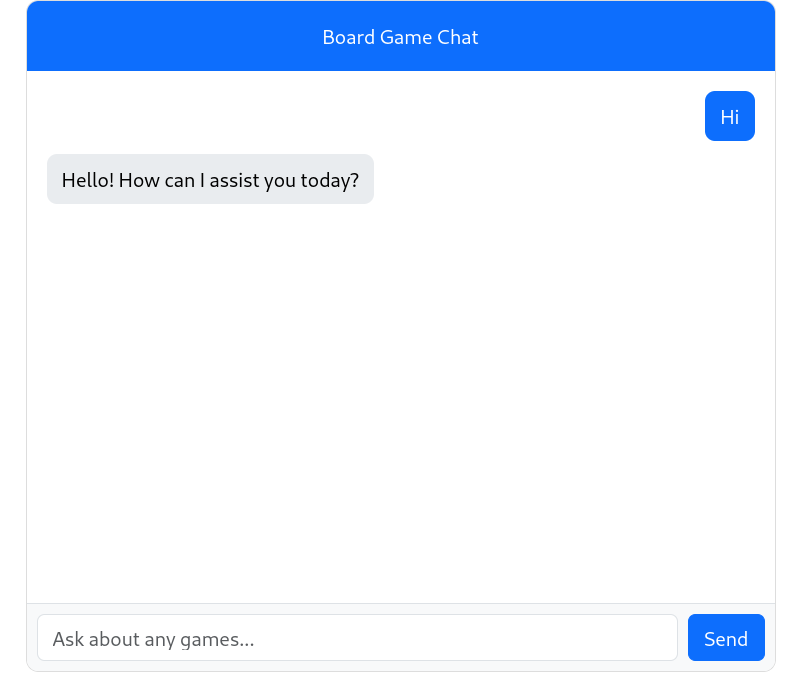 Board Game Chat
Hi
Hello! How can I assist you today?
Ask about any games...
Send